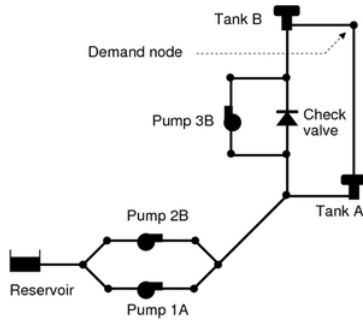 Tank B
Demand node
Pump 3B
Check
valve
Tank A
Pump 2B
Reservoir
Pump 1A